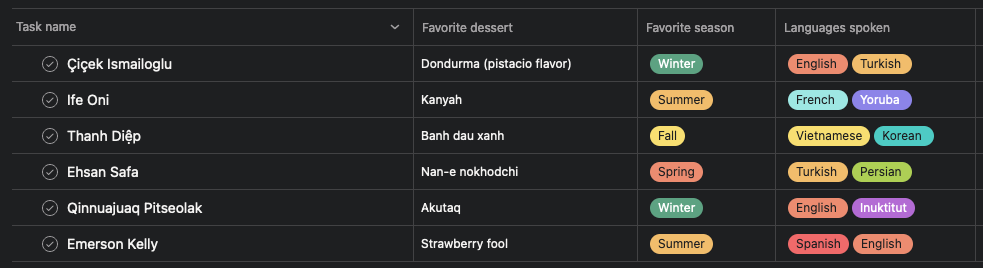 Task name Favorite dessert Favorite season Languages spoken
Çiçek Ismailoglu Dondurma (pistacio flavor) Winter English Turkish
Ife Oni Kanyah Summer French Yoruba
Thanh Diệp Banh dau xanh Fall Vietnamese Korean
Ehsan Safa Nan-e nokhodchi Spring Turkish Persian
Qinnuajuaq Pitseolak Akutaq Winter English Inuktitut
Emerson Kelly Strawberry fool Summer Spanish English